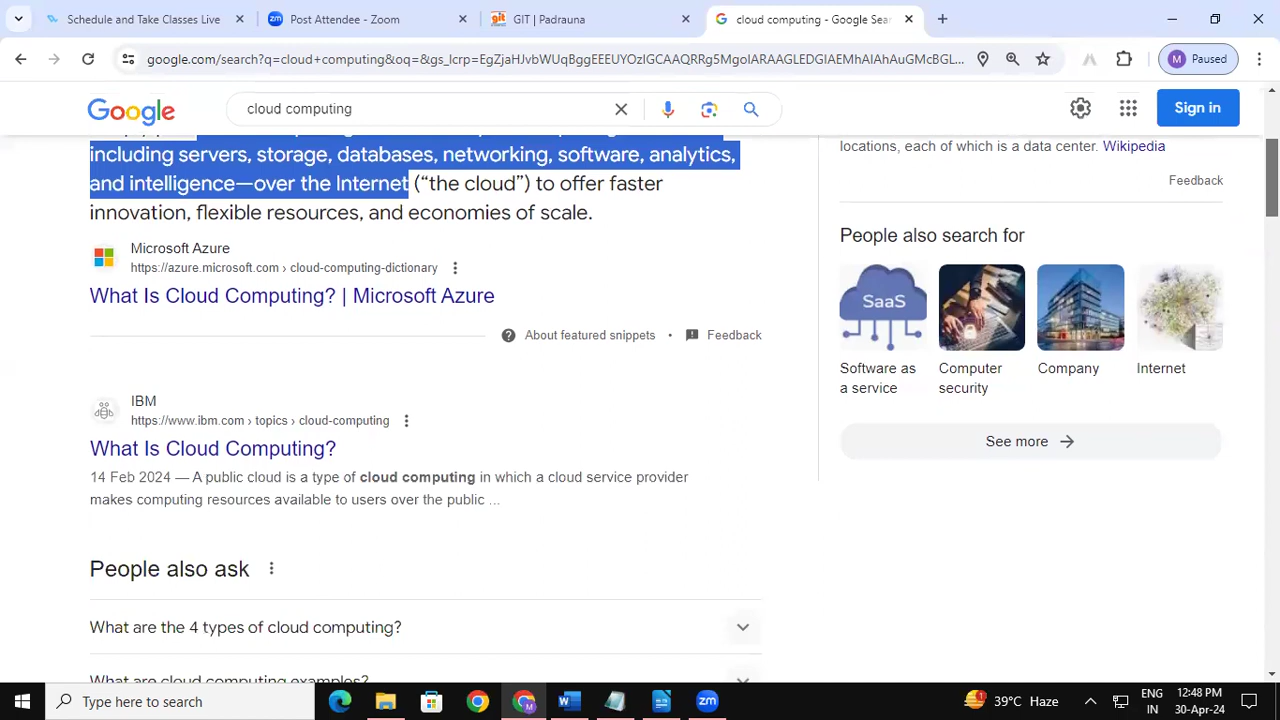 Schedule and Take Classes Live
Post Attendee - Zoom
GIT | Padrauna
cloud computing - Google Sear
google.com/search?q=cloud+computing&oq=&gs_lcrp=EgZjaHJvbWUqBggEEEUYOzIGCAAQRRg5MgoIARAAGLEDGIAEMhAIAhAuGMcBGL...
M Paused
Google
cloud computing
Sign in
including servers, storage, databases, networking, software, analytics,
and intelligence—over the Internet (“the cloud”) to offer faster
innovation, flexible resources, and economies of scale.
Microsoft Azure
https://azure.microsoft.com › cloud-computing-dictionary
What Is Cloud Computing? | Microsoft Azure
About featured snippets • Feedback
IBM
https://www.ibm.com › topics › cloud-computing
What Is Cloud Computing?
14 Feb 2024 — A public cloud is a type of cloud computing in which a cloud service provider
makes computing resources available to users over the public ...
People also ask
What are the 4 types of cloud computing?
What are cloud computing examples?
locations, each of which is a data center. Wikipedia
Feedback
People also search for
SaaS
Software as
a service
Computer
security
Company
Internet
See more
Type here to search
39°C Haze
ENG
IN
12:48 PM
30-Apr-24